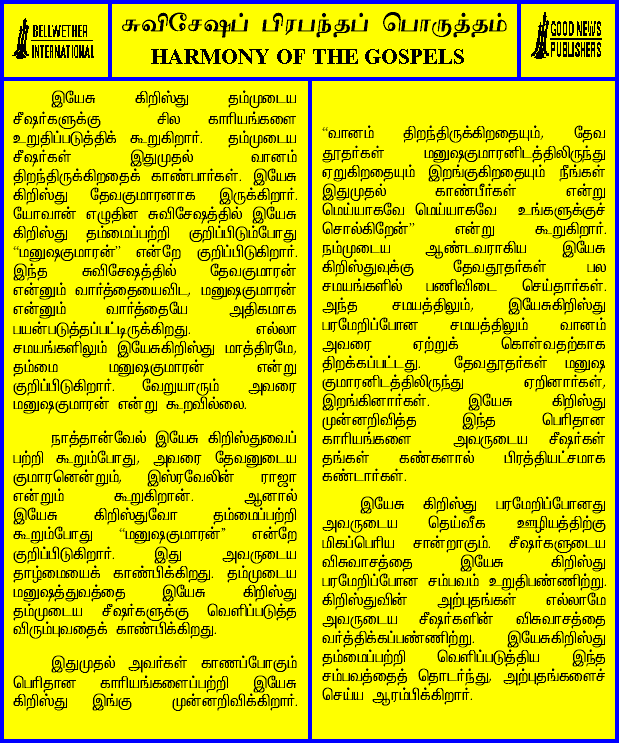 BELLWETHER
INTERNATIONAL
சுவிசேஷப் பிரபந்தப் பொருத்தம்
HARMONY OF THE GOSPELS
GOOD NEWS
PUBLISHERS
இயேசு கிறிஸ்து தம்முடைய
சீஷர்களுக்கு சில காரியங்களை
உறுதிப்படுத்திக் கூறுகிறார். தம்முடைய
சீஷர்கள் இதுமுதல் வானம்
திறந்திருக்கிறதைக் காண்பார்கள். இயேசு
கிறிஸ்து தேவகுமாரனாக இருக்கிறார்.
யோவான் எழுதின சுவிசேஷத்தில் இயேசு
கிறிஸ்து தம்மைப்பற்றி குறிப்பிடும்போது
“மனுஷகுமாரன்” என்றே குறிப்பிடுகிறார்.
இந்த சுவிசேஷத்தில் தேவகுமாரன்
என்னும் வார்த்தையைவிட, மனுஷகுமாரன்
என்னும் வார்த்தையே அதிகமாக
பயன்படுத்தப்பட்டிருக்கிறது. எல்லா
சமயங்களிலும் இயேசுகிறிஸ்து மாத்திரமே,
தம்மை மனுஷகுமாரன் என்று
குறிப்பிடுகிறார். வேறுயாரும் அவரை
மனுஷகுமாரன் என்று கூறவில்லை.
நாத்தான்வேல் இயேசு கிறிஸ்துவைப்
பற்றி கூறும்போது, அவரை தேவனுடைய
குமாரனென்றும், இஸ்ரவேலின் ராஜா
என்றும் கூறுகிறான். ஆனால்
இயேசு கிறிஸ்துவோ தம்மைப்பற்றி
கூறும்போது “மனுஷகுமாரன்” என்றே
குறிப்பிடுகிறார். இது அவருடைய
தாழ்மையைக் காண்பிக்கிறது. தம்முடைய
மனுஷத்துவத்தை இயேசு கிறிஸ்து
தம்முடைய சீஷர்களுக்கு வெளிப்படுத்த
விரும்புவதைக் காண்பிக்கிறது.
இதுமுதல் அவர்கள் காணப்போகும்
பெரிதான காரியங்களைப்பற்றி இயேசு
கிறிஸ்து இங்கு முன்னறிவிக்கிறார்.
“வானம் திறந்திருக்கிறதையும், தேவ
தூதர்கள் மனுஷகுமாரனிடத்திலிருந்து
ஏறுகிறதையும் இறங்குகிறதையும் நீங்கள்
இதுமுதல் காண்பீர்கள் என்று
மெய்யாகவே மெய்யாகவே உங்களுக்குச்
சொல்கிறேன்” என்று கூறுகிறார்.
நம்முடைய ஆண்டவராகிய இயேசு
கிறிஸ்துவுக்கு தேவதூதர்கள் பல
சமயங்களில் பணிவிடை செய்தார்கள்.
அந்த சமயத்திலும், இயேசுகிறிஸ்து
பரமேறிப்போன சமயத்திலும் வானம்
அவரை ஏற்றுக் கொள்வதற்காக
திறக்கப்பட்டது. தேவதூதர்கள் மனுஷ
குமாரனிடத்திலிருந்து ஏறினார்கள்,
இறங்கினார்கள். இயேசு கிறிஸ்து
முன்னறிவித்த இந்த பெரிதான
காரியங்களை அவருடைய சீஷர்கள்
தங்கள் கண்களால் பிரத்தியட்சமாக
கண்டார்கள்.
இயேசு கிறிஸ்து பரமேறிப்போனது
அவருடைய தெய்வீக ஊழியத்திற்கு
மிகப்பெரிய சான்றாகும். சீஷர்களுடைய
விசுவாசத்தை இயேசு கிறிஸ்து
பரமேறிப்போன சம்பவம் உறுதிபண்ணிற்று.
கிறிஸ்துவின் அற்புதங்கள் எல்லாமே
அவருடைய சீஷர்களின் விசுவாசத்தை
வர்த்திக்கப்பண்ணிற்று. இயேசுகிறிஸ்து
தம்மைப்பற்றி வெளிப்படுத்திய இந்த
சம்பவத்தைத் தொடர்ந்து, அற்புதங்களைச்
செய்ய ஆரம்பிக்கிறார்.